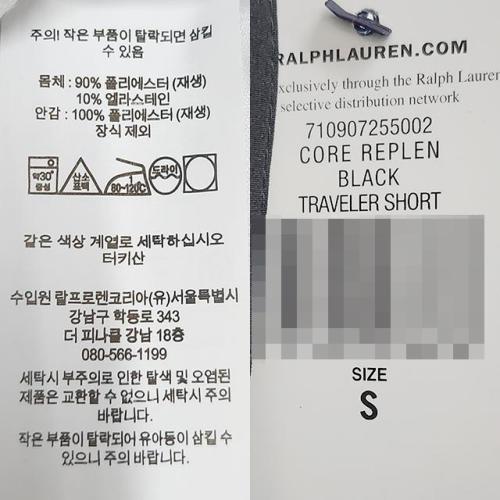 주의! 작은 부품이 탈락되면 삼킬
수 있음
몸체 : 90% 폴리에스터 (재생)
10% 엘라스테인
안감 : 100% 폴리에스터 (재생)
장식 제외
약30°
중성
산소
표백
1
80~120℃
드라이
같은 색상 계열로 세탁하십시오
터키산
수입원 랄프로렌코리아(유)서울특별시
강남구 학동로 343
더 피나클 강남 18층
080-566-1199
세탁시 부주의로 인한 탈색 및 오염된
제품은 교환할 수 없으니 세탁시 주의
바랍니다.
작은 부품이 탈락되어 유아등이 삼킬 수
있으니 주의 바랍니다.
RALPHLAUREN.COM
xclusively through the Ralph Lauren
selective distribution network
710907255002
CORE REPLEN
BLACK
TRAVELER SHORT
SIZE
S